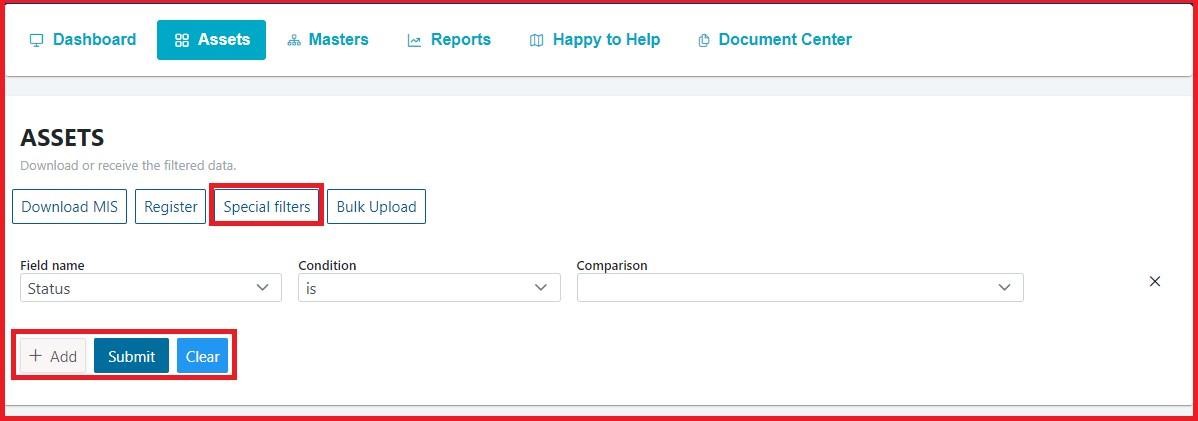 Dashboard Assets Masters Reports Happy to Help Document Center
ASSETS
Download or receive the filtered data.
Download MIS Register Special filters Bulk Upload
Field name Condition Comparison
Status is
+ Add Submit Clear